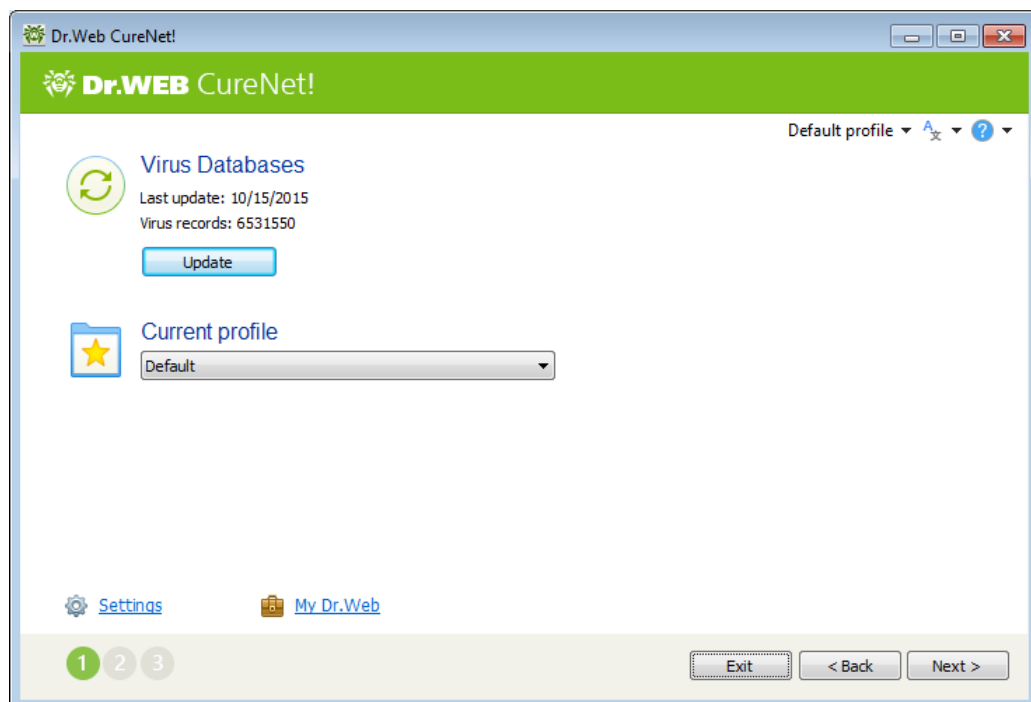 Dr.Web CureNet!
Dr.WEB CureNet!
Default profile
Virus Databases
Last update: 10/15/2015
Virus records: 6531550
Update
Current profile
Default
Settings
My Dr.Web
1 2 3
Exit
< Back
Next >